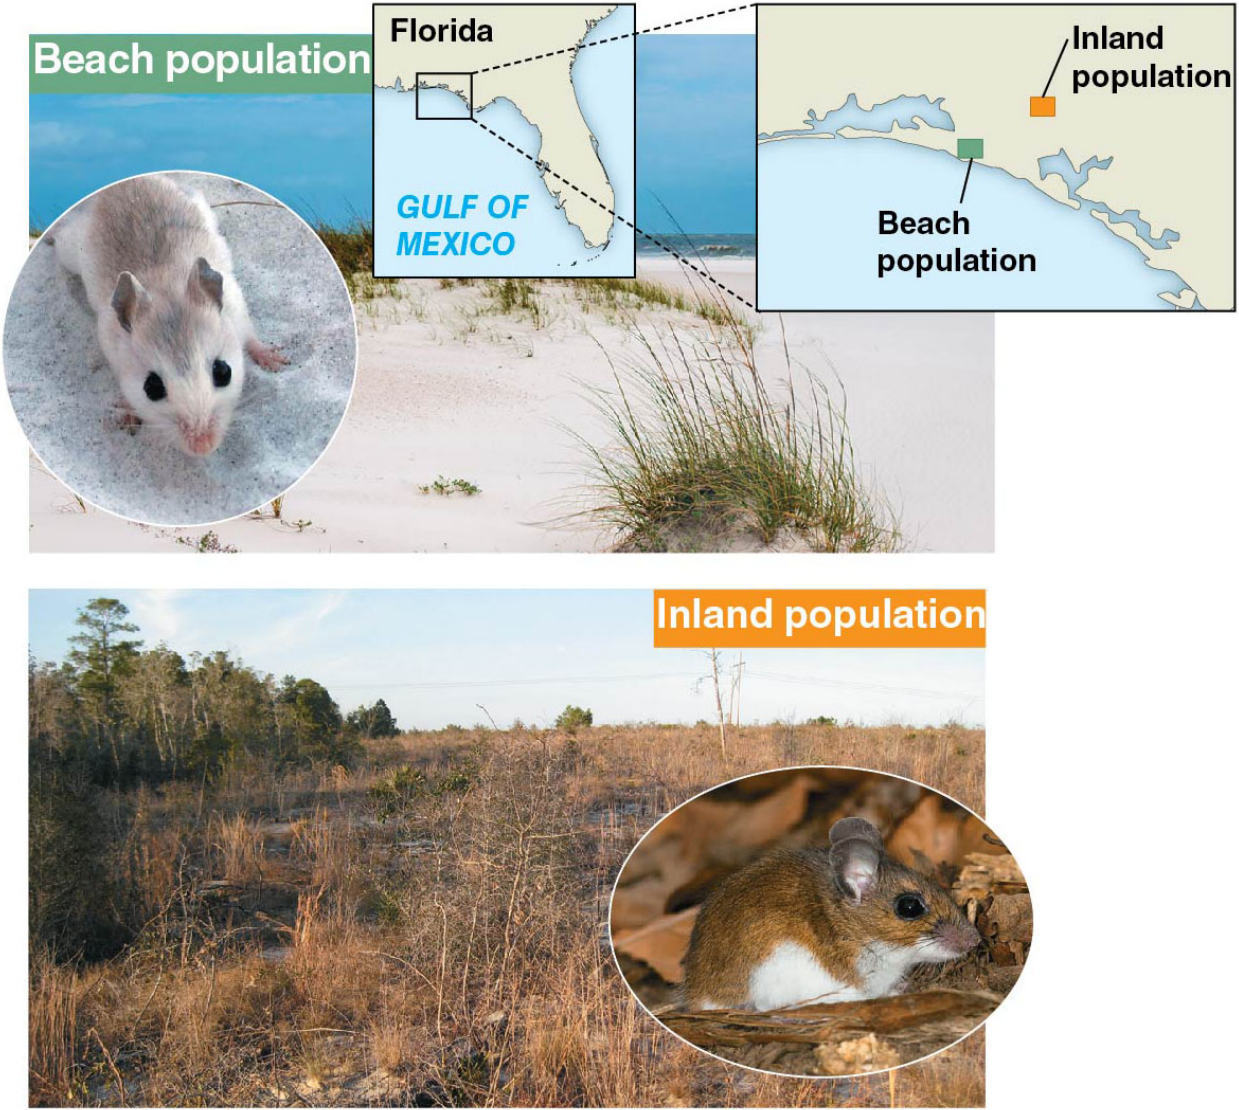 Beach population
Florida
GULF OF
MEXICO
Inland
population
Beach
population
Inland population